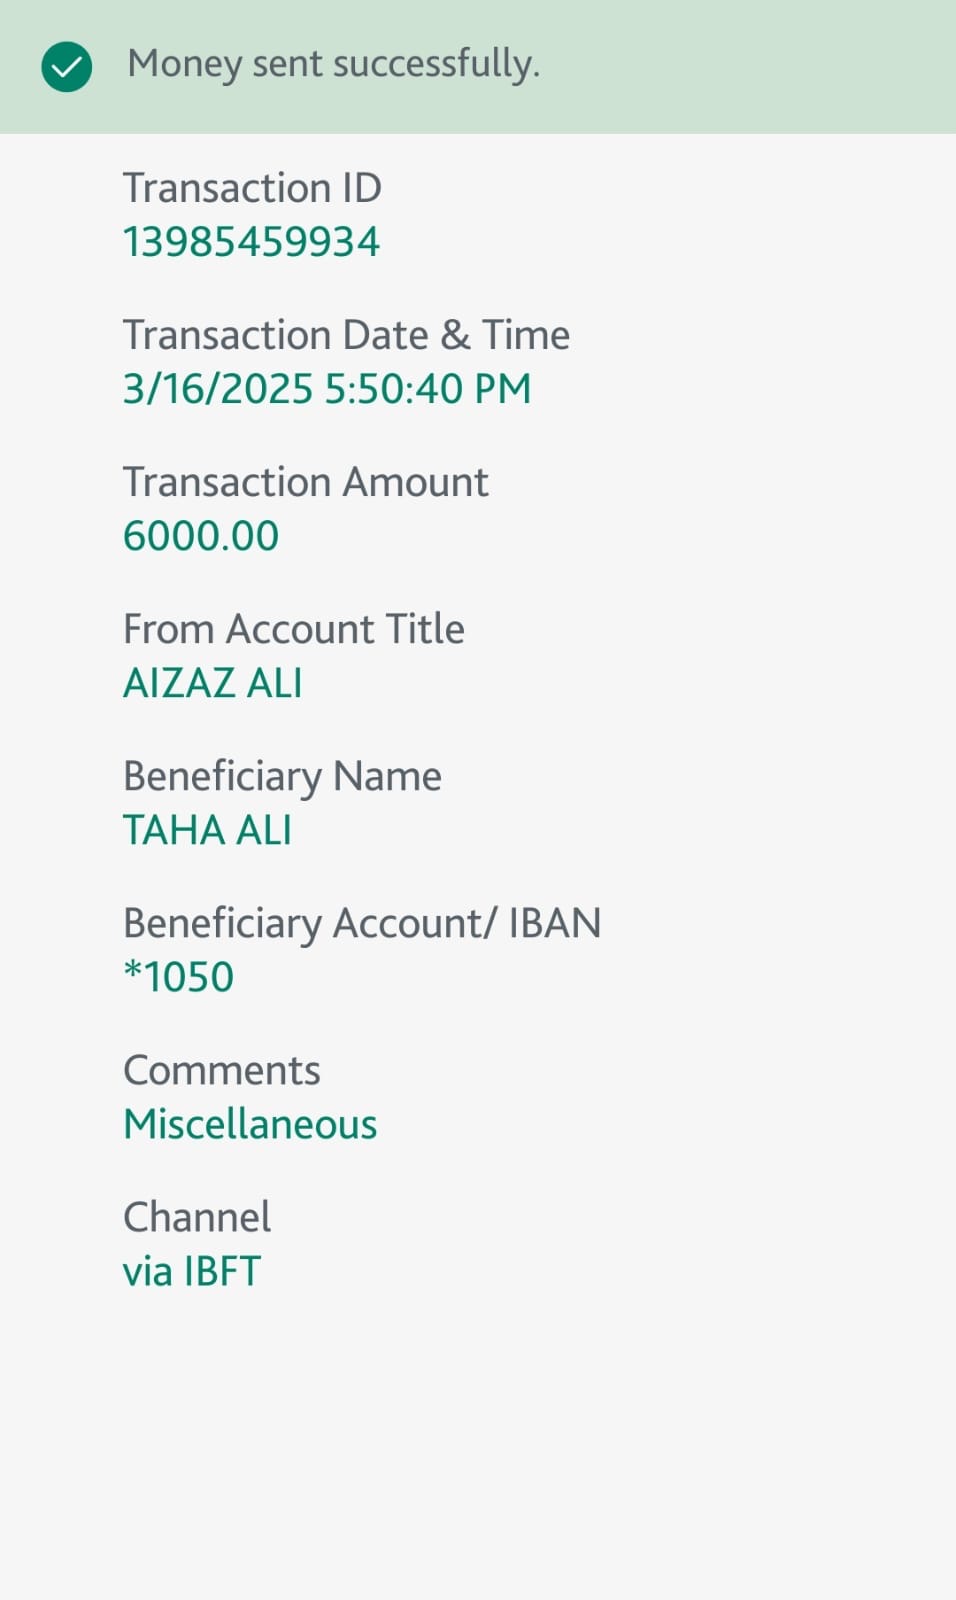 Money sent successfully.
Transaction ID
13985459934
Transaction Date & Time
3/16/2025 5:50:40 PM
Transaction Amount
6000.00
From Account Title
AIZAZ ALI
Beneficiary Name
TAHA ALI
Beneficiary Account/ IBAN
*1050
Comments
Miscellaneous
Channel
via IBFT